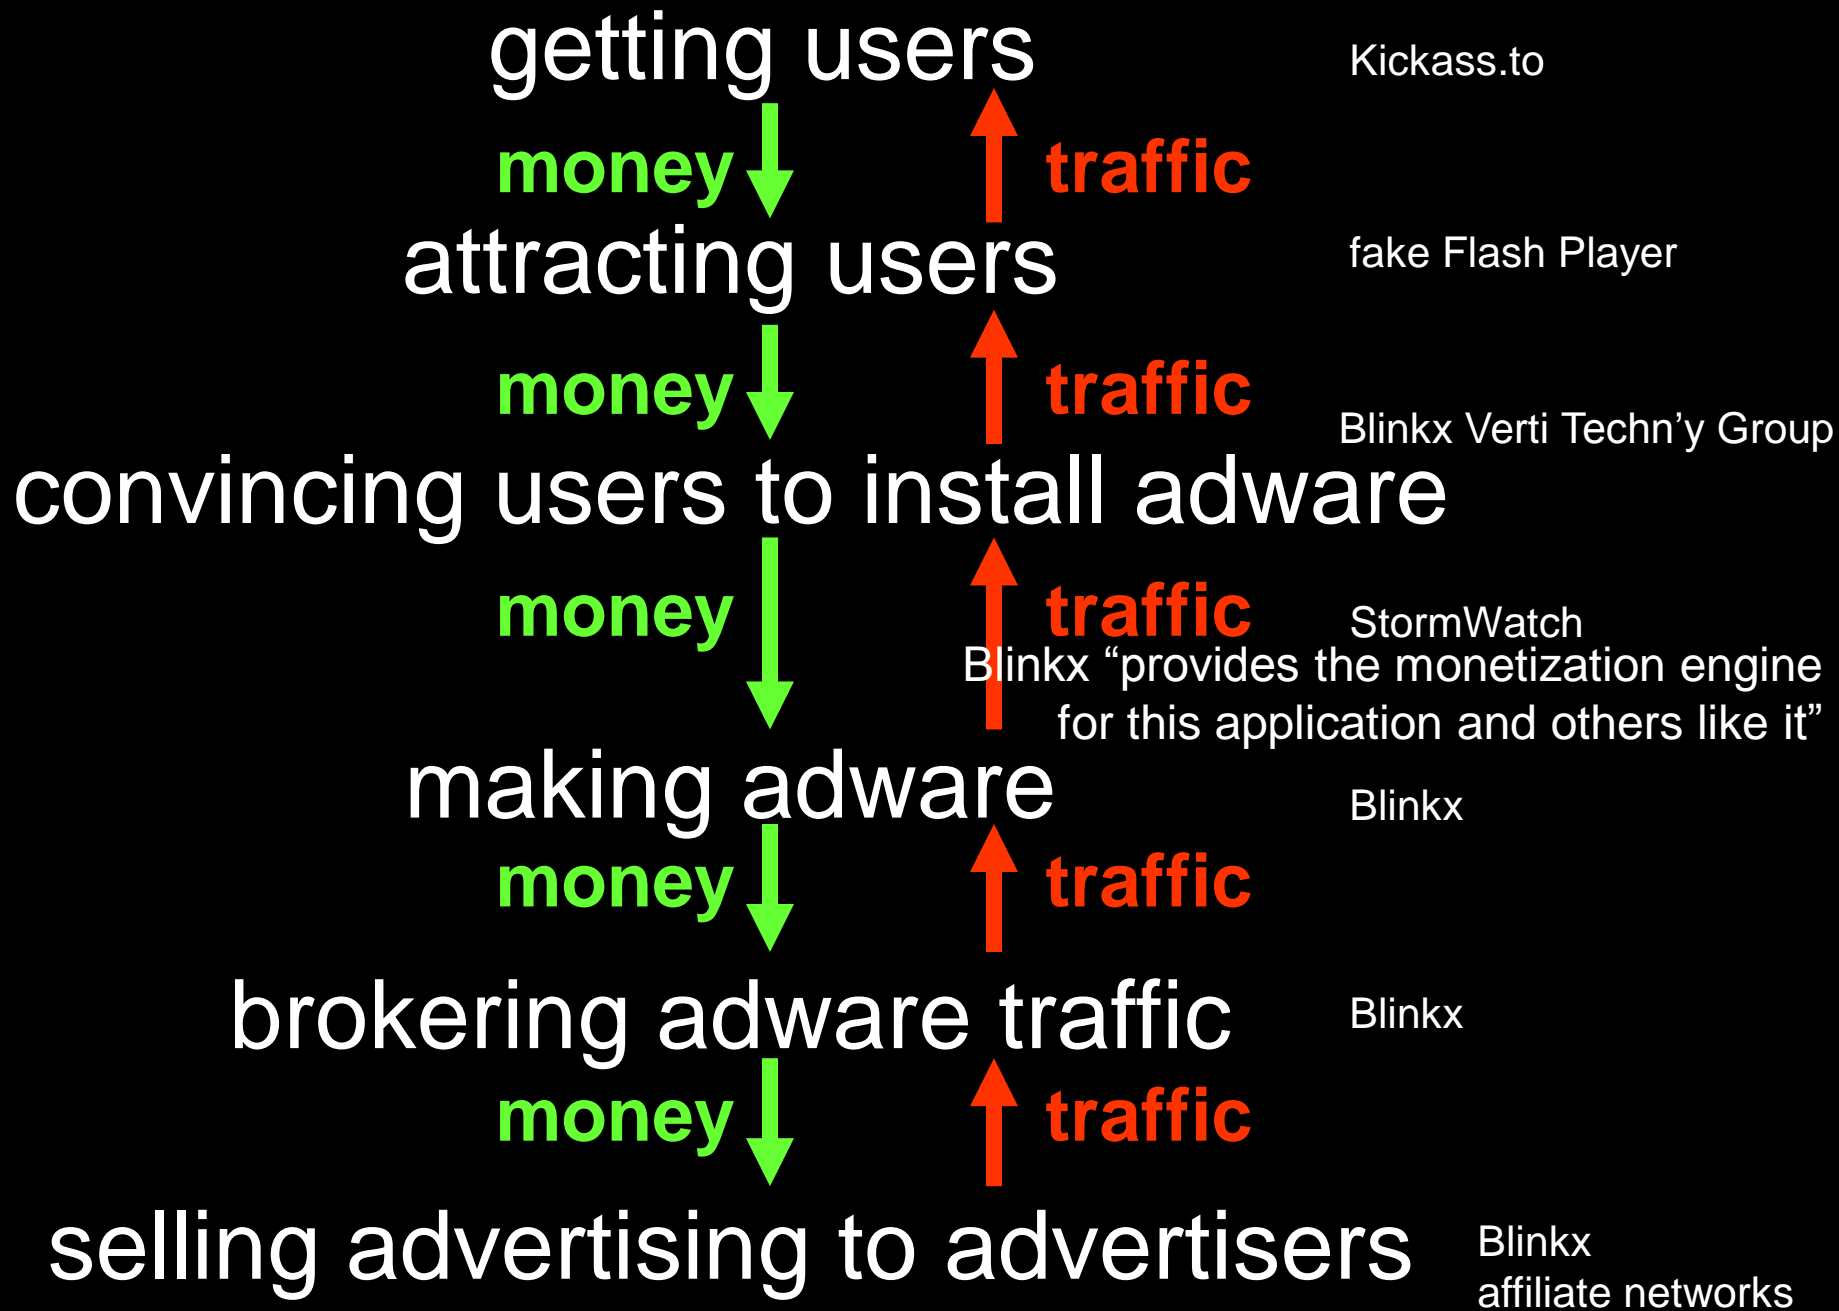 getting users
Kickass.to
money
traffic
attracting users
fake Flash Player
money
traffic
Blinkx Verti Techn’y Group
convincing users to install adware
money
traffic
StormWatch
Blinkx “provides the monetization engine
for this application and others like it”
making adware
Blinkx
money
traffic
brokering adware traffic
Blinkx
money
traffic
selling advertising to advertisers
Blinkx
affiliate networks